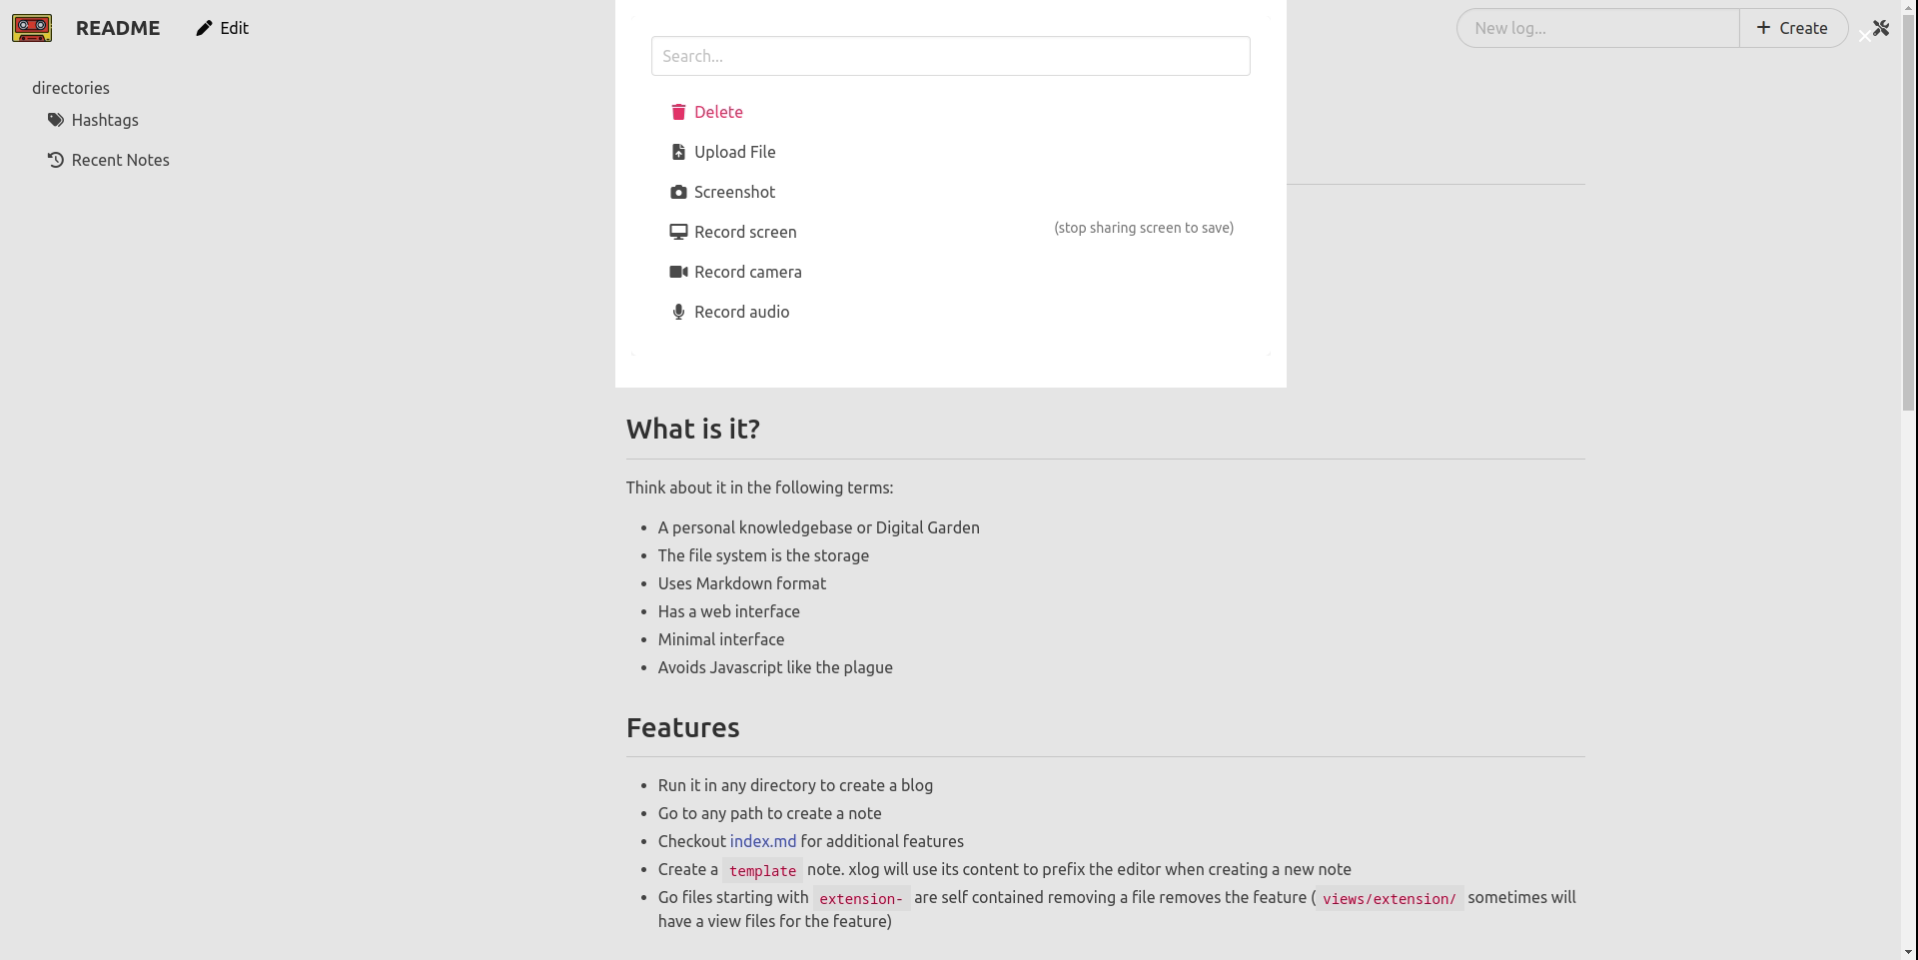 README
Edit
New log...
Create
directories
Hashtags
Recent Notes
Search...
Delete
Upload File
Screenshot
Record screen
(stop sharing screen to save)
Record camera
Record audio
What is it?
Think about it in the following terms:
• A personal knowledgebase or Digital Garden
• The file system is the storage
• Uses Markdown format
• Has a web interface
• Minimal interface
• Avoids Javascript like the plague
Features
• Run it in any directory to create a blog
• Go to any path to create a note
• Checkout index.md for additional features
• Create a template note. xlog will use its content to prefix the editor when creating a new note
• Go files starting with extension- are self contained removing a file removes the feature ( views/extension/ sometimes will
have a view files for the feature)